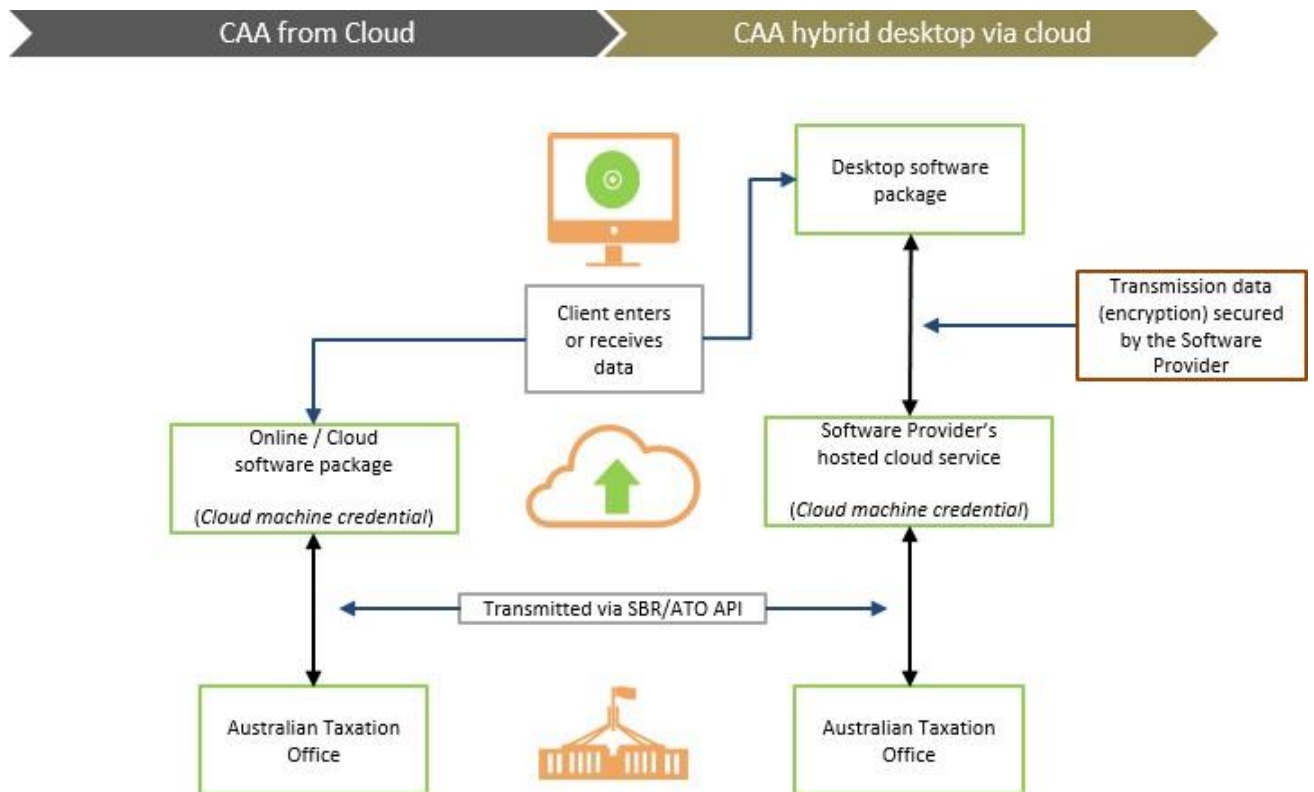 CAA from Cloud
CAA hybrid desktop via cloud
Desktop software
package
Client enters
or receives
data
Transmission data
(encryption) secured
by the Software
Provider
Online / Cloud
software package
(Cloud machine credential)
Software Provider's
hosted cloud service
(Cloud machine credential)
Transmitted via SBR/ATO API
Australian Taxation
Office
Australian Taxation
Office